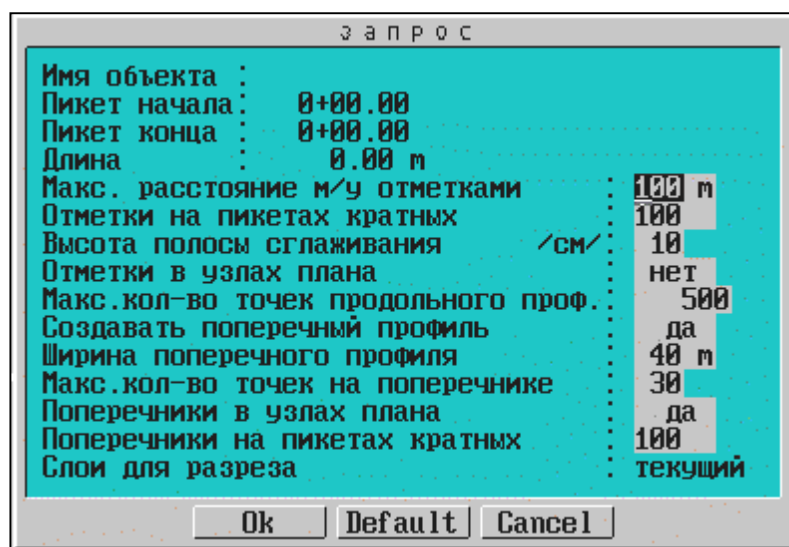 запрос
Имя объекта :
Пикет начала: 0+00.00
Пикет конца : 0+00.00
Длина : 0.00 m
Макс. расстояние м/у отметками : 100 m
Отметки на пикетах кратных : 100
Высота полосы сглаживания /см/: 10
Отметки в узлах плана : нет
Макс.кол-во точек продольного проф.: 500
Создавать поперечный профиль : да
Ширина поперечного профиля : 40 m
Макс.кол-во точек на поперечнике : 30
Поперечники в узлах плана : да
Поперечники на пикетах кратных : 100
Слои для разреза : текущий
Ok Default Cancel